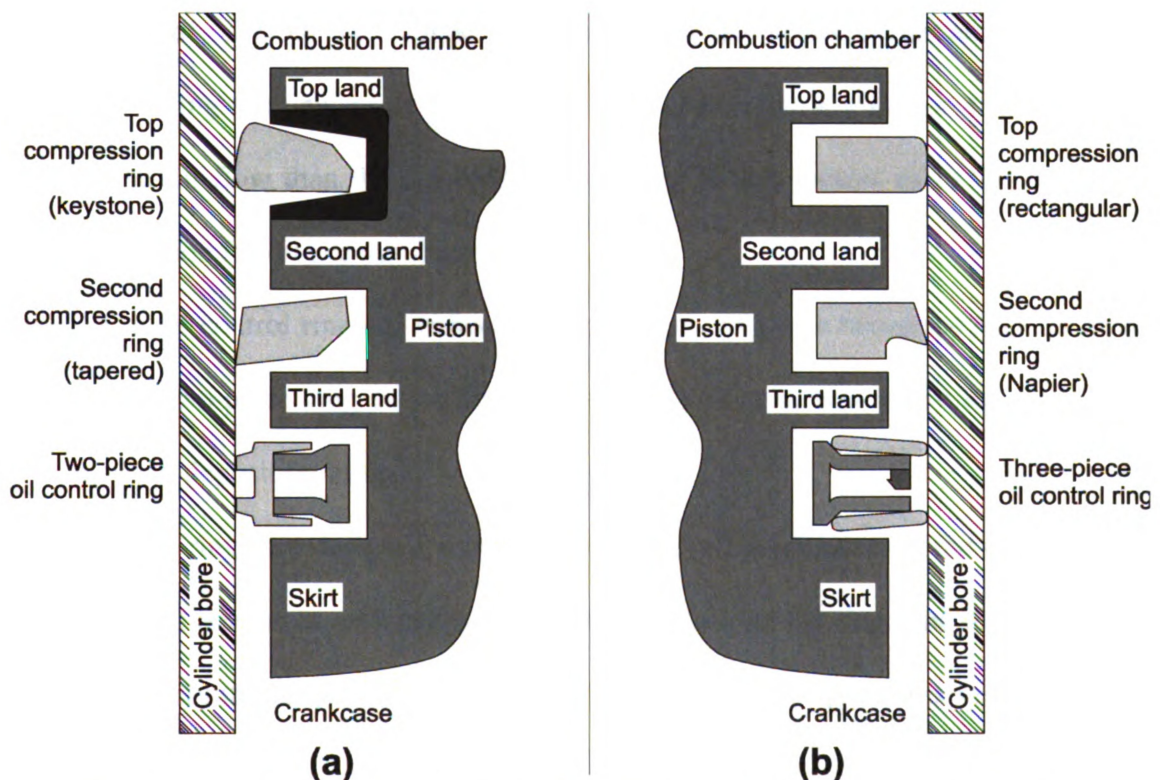 Combustion chamber
Top land
Top
compression
ring
(keystone)
Second land
Second
compression
ring
(tapered)
Piston
Third land
Two-piece
oil control ring
Skirt
Cylinder bore
Crankcase
(a)
Combustion chamber
Top land
Top
compression
ring
(rectangular)
Second land
Second
compression
ring
(Napier)
Piston
Third land
Three-piece
oil control ring
Skirt
Cylinder bore
Crankcase
(b)